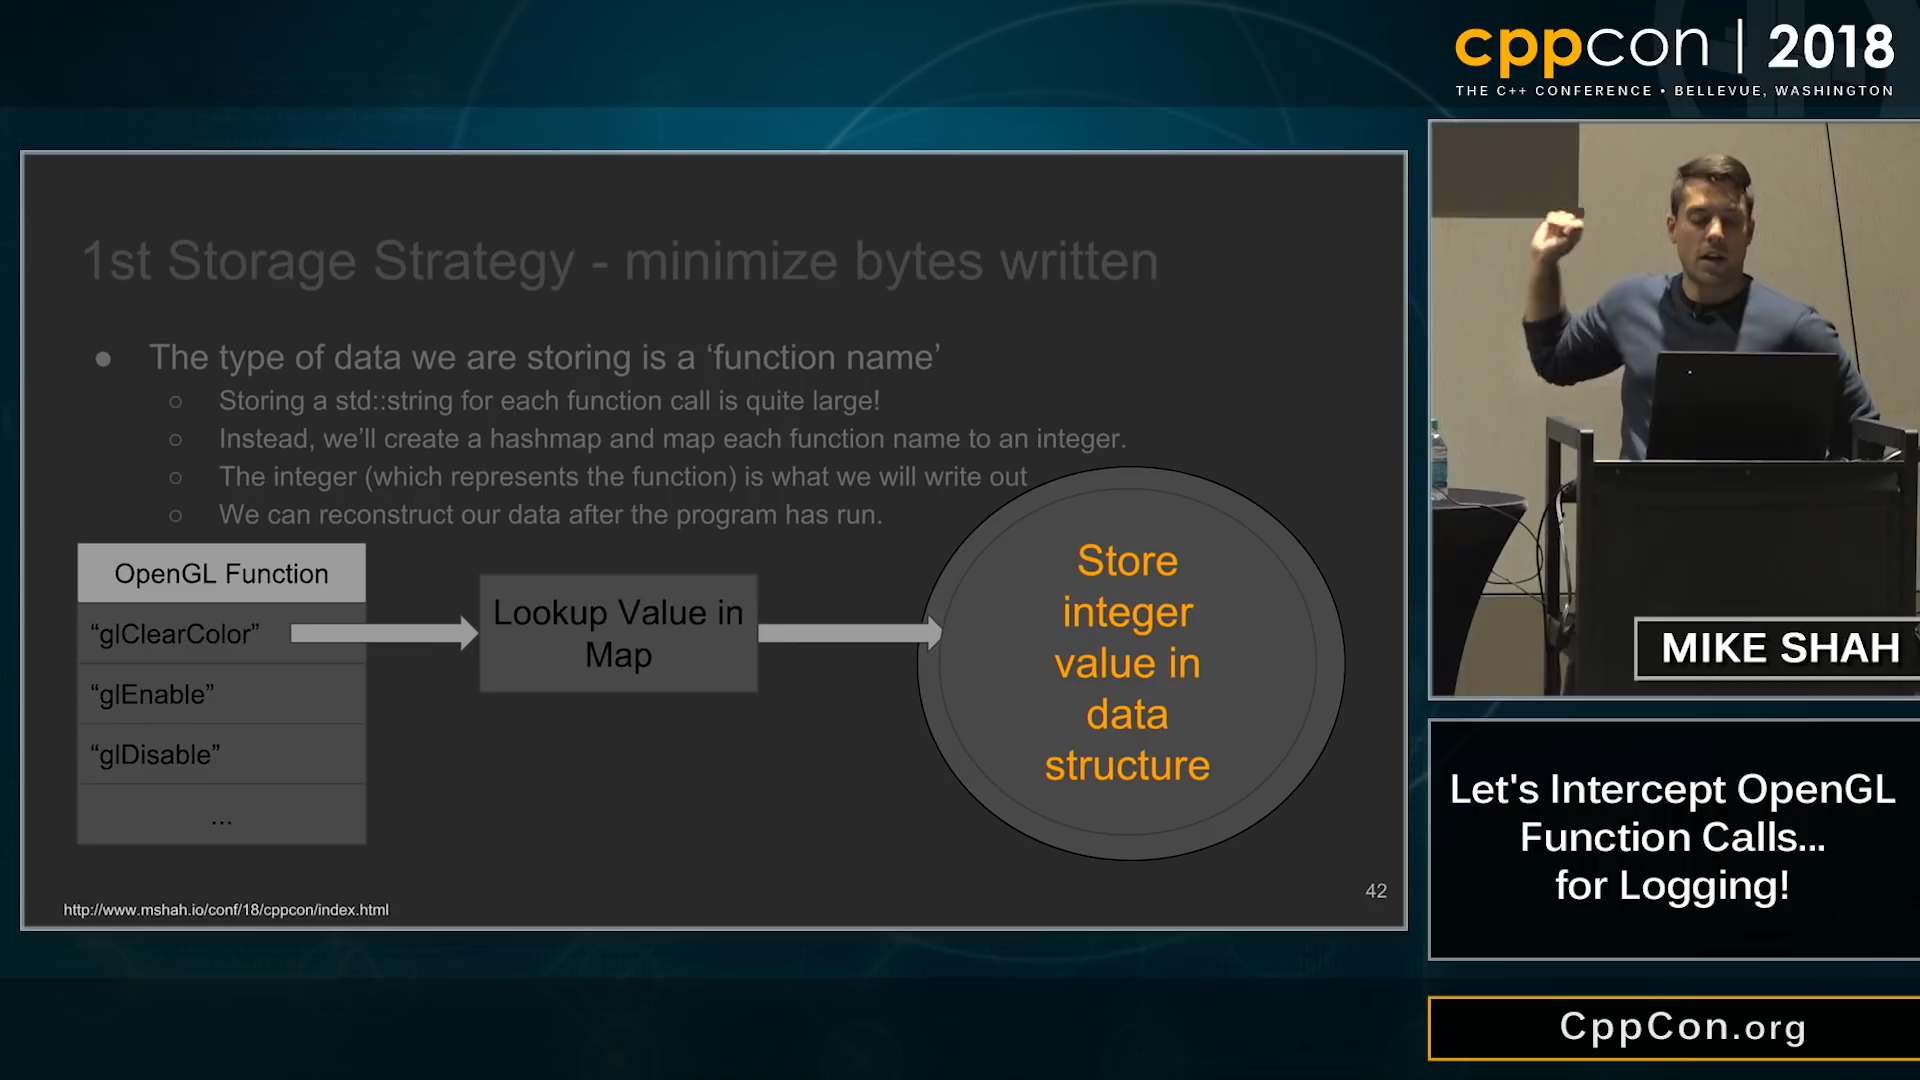 cppcon | 2018
THE C++ CONFERENCE • BELLEVUE, WASHINGTON
1st Storage Strategy - minimize bytes written
● The type of data we are storing is a ‘function name’
○ Storing a std::string for each function call is quite large!
○ Instead, we’ll create a hashmap and map each function name to an integer.
○ The integer (which represents the function) is what we will write out
○ We can reconstruct our data after the program has run.
OpenGL Function
“glClearColor”
“glEnable”
“glDisable”
...
Lookup Value in
Map
Store
integer
value in
data
structure
42
http://www.mshah.io/conf/18/cppcon/index.html
MIKE SHAH
Let's Intercept OpenGL
Function Calls...
for Logging!
CppCon.org